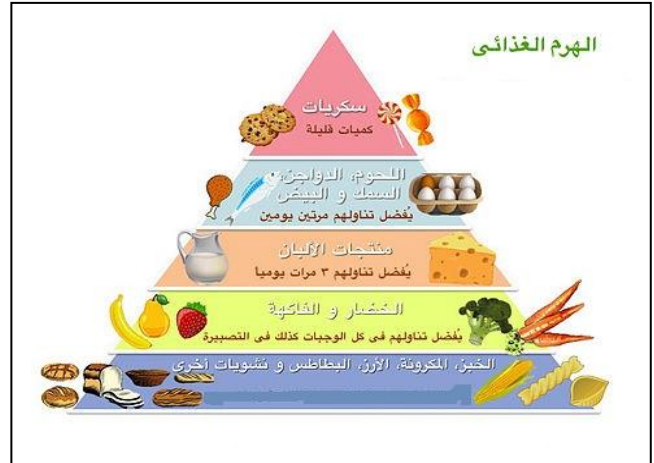 الهرم الغذائى
سكريات
كميات قليلة
اللحوم، الدواجن،
السمك و البيض
يُفضل تناولهم مرتين يومين
منتجات الألبان
يُفضل تناولهم ٣ مرات يومياً
الخضار و الفاكهة
يُفضل تناولهم فى كل الوجبات كذلك فى التصبيرة
الخبز، المكرونة، الأرز، البطاطس و نشويات أخرى